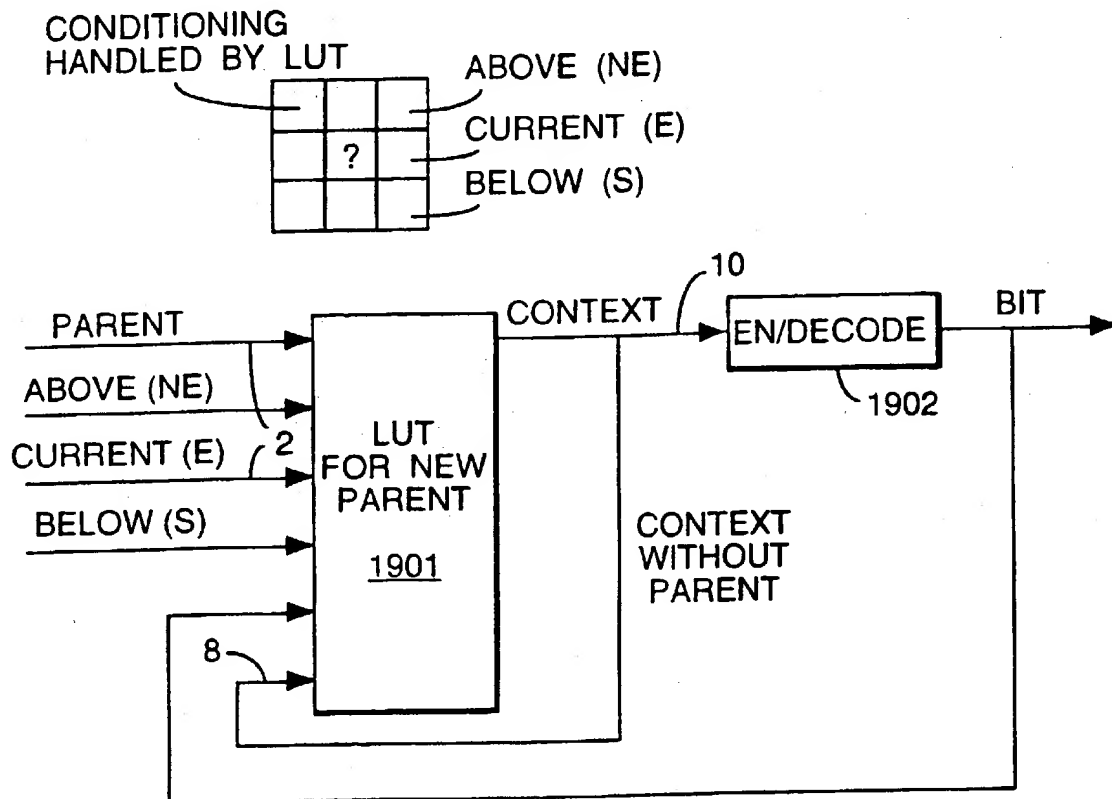 CONDITIONING
HANDLED BY LUT
ABOVE (NE)
CURRENT (E)
?
BELOW (S)
10
PARENT
CONTEXT
BIT
EN/DECODE
ABOVE (NE)
1902
LUT
FOR NEW
PARENT
CURRENT (E)
2
BELOW (S)
1901
CONTEXT
WITHOUT
PARENT
8